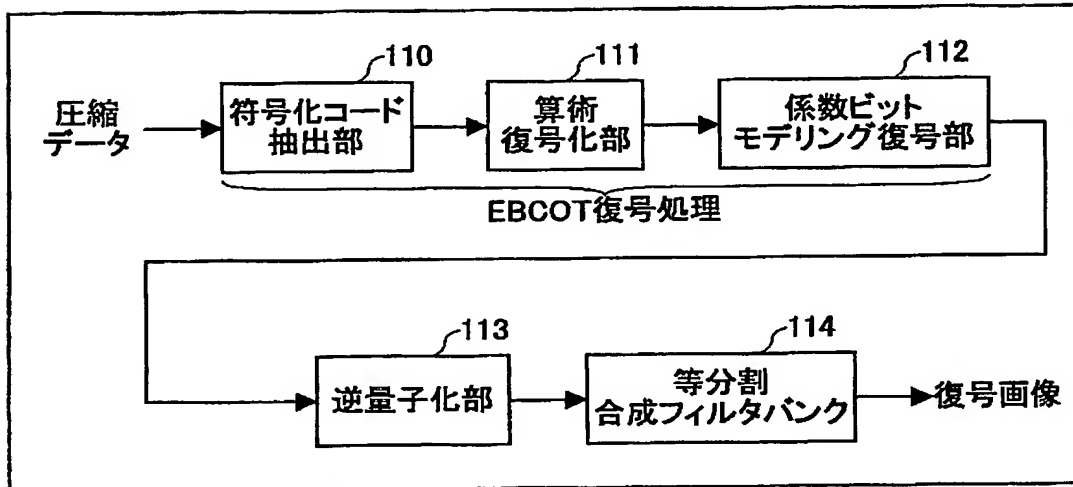 110
111
112
圧縮
データ
符号化コード
抽出部
算術
復号化部
係数ビット
モデリング復号部
EBCOT復号処理
113
114
逆量子化部
等分割
合成フィルタバンク
復号画像